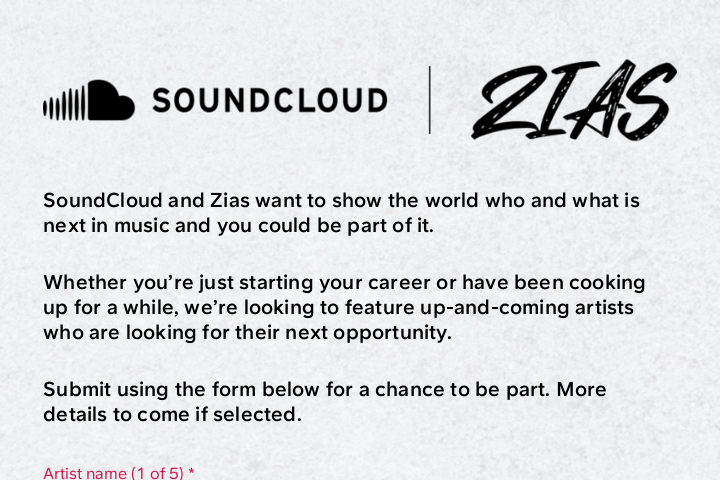 SOUNDCLOUD
ZIAS
SoundCloud and Zias want to show the world who and what is
next in music and you could be part of it.
Whether you’re just starting your career or have been cooking
up for a while, we’re looking to feature up-and-coming artists
who are looking for their next opportunity.
Submit using the form below for a chance to be part. More
details to come if selected.
Artist name (1 of 5) *